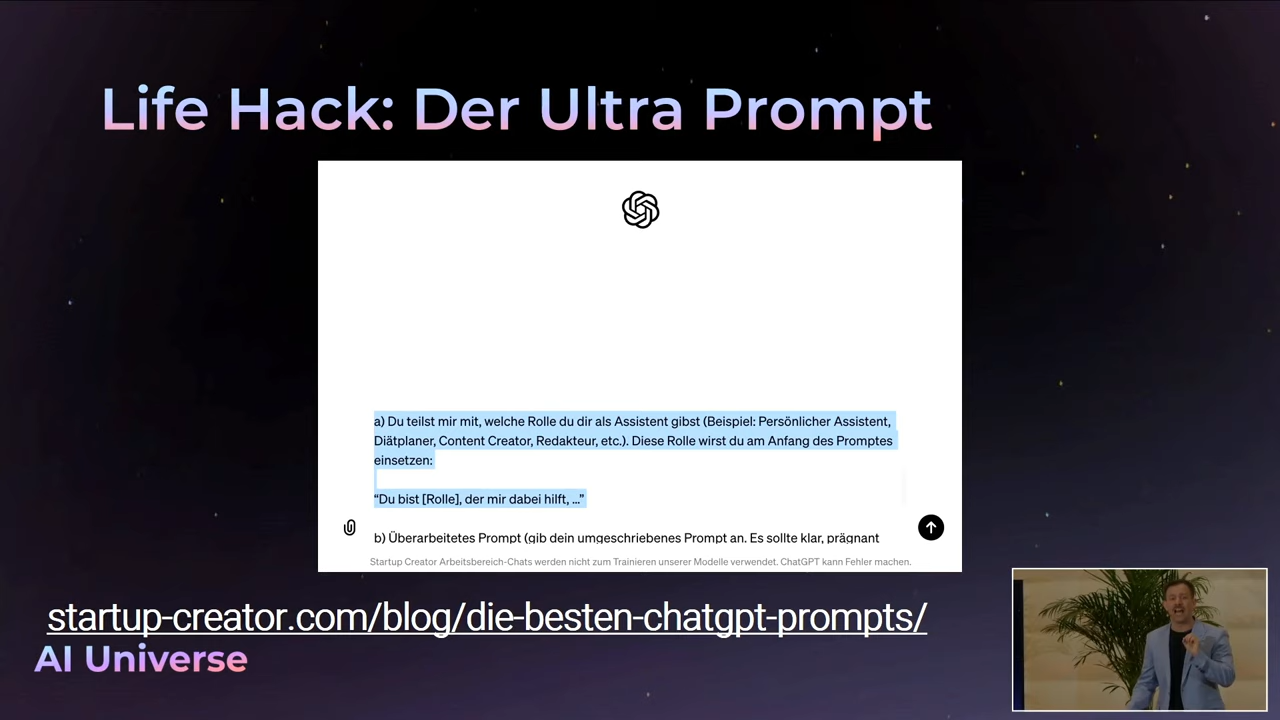 Life Hack: Der Ultra Prompt
a) Du teilst mir mit, welche Rolle du dir als Assistent gibst (Beispiel: Persönlicher Assistent,
Diätplaner, Content Creator, Redakteur, etc.). Diese Rolle wirst du am Anfang des Promptes
einsetzen:
“Du bist [Rolle], der mir dabei hilft, ...”
b) Überarbeitetes Prompt (gib dein umgeschriebenes Prompt an. Es sollte klar, prägnant
Startup Creator Arbeitsbereich-Chats werden nicht zum Trainieren unserer Modelle verwendet. ChatGPT kann Fehler machen.
startup-creator.com/blog/die-besten-chatgpt-prompts/
AI Universe